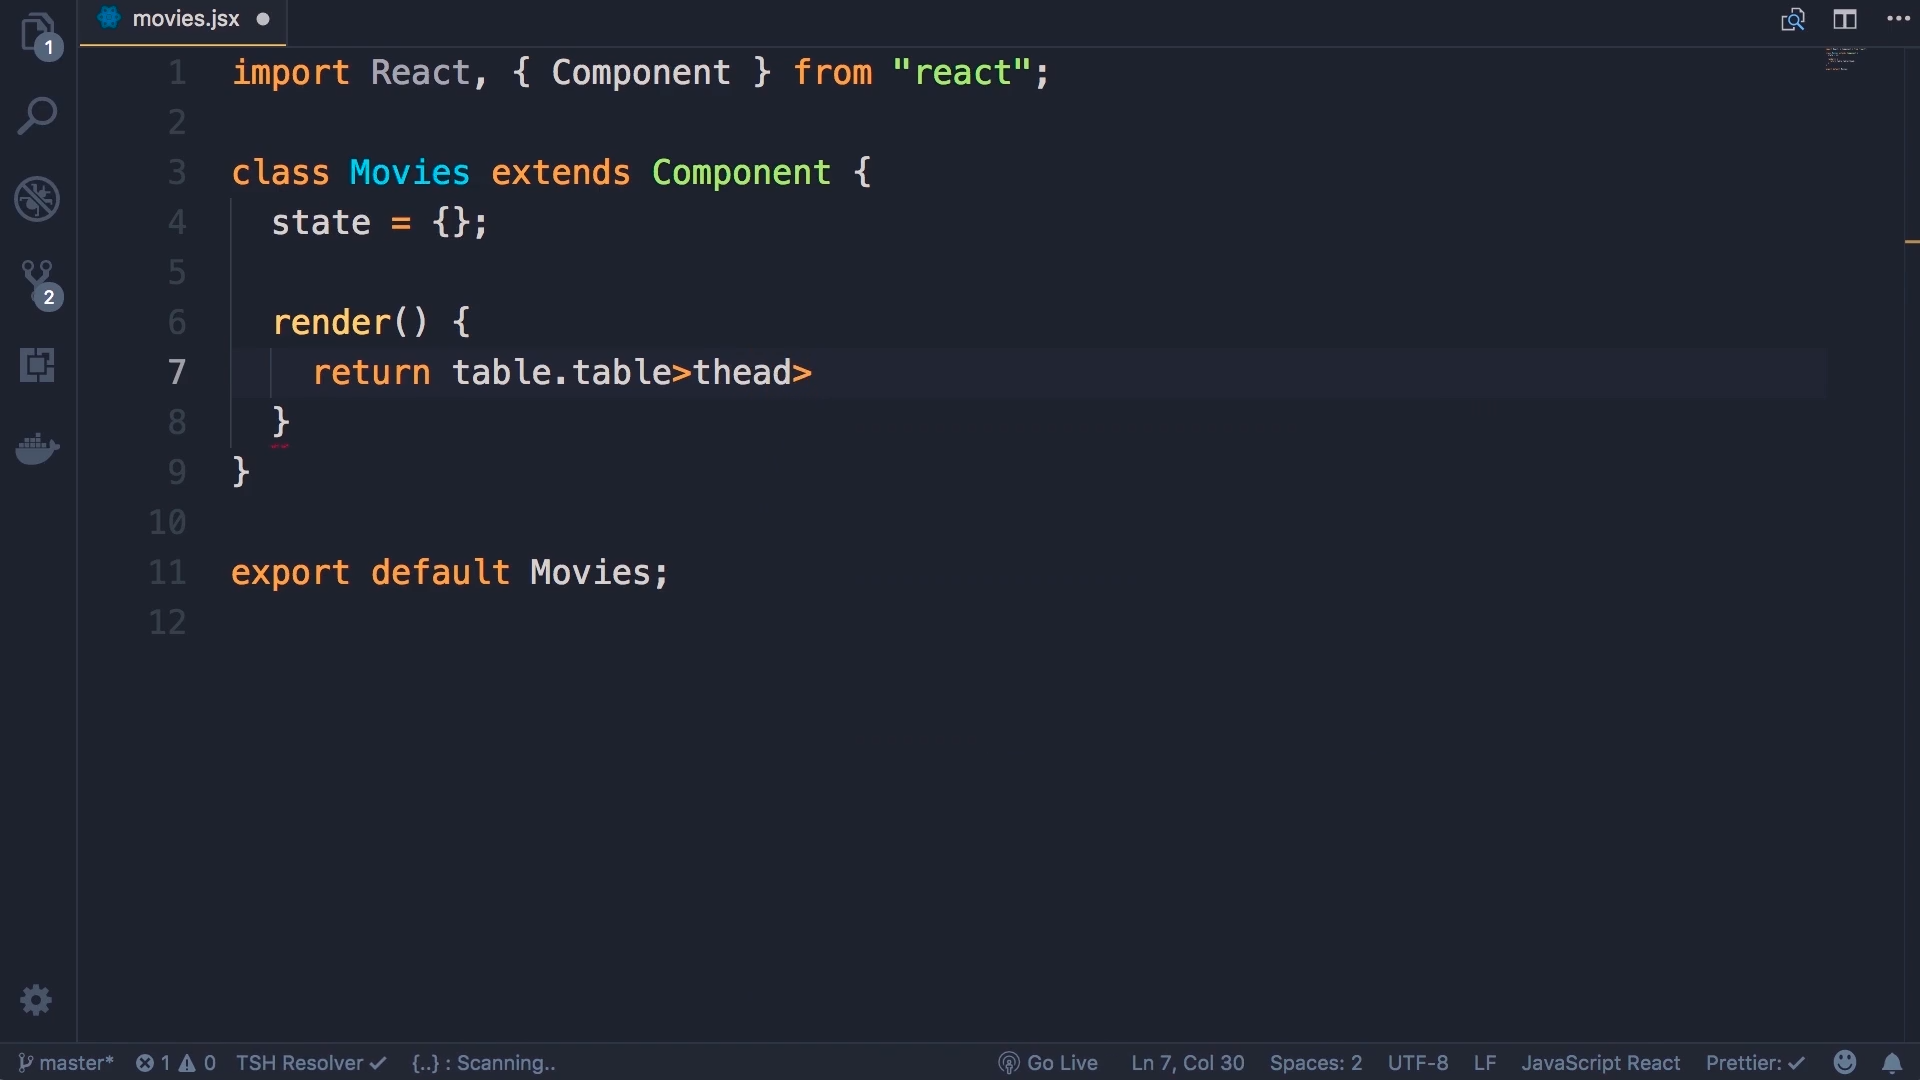 movies.jsx
1
1 import React, { Component } from "react";
2
3 class Movies extends Component {
4 state = {};
5
6 render() {
7 return table.table>thead>
8 }
9 }
10
11 export default Movies;
12
2
master* 1 0 TSH Resolver {..} : Scanning.. Go Live Ln 7, Col 30 Spaces: 2 UTF-8 LF JavaScript React Prettier: